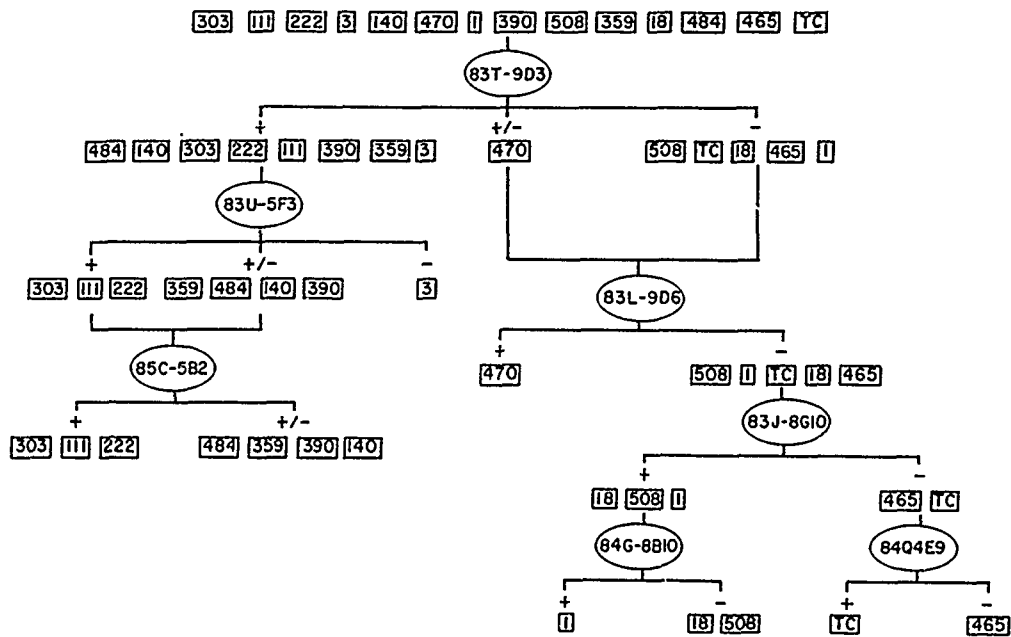 303 111 222 3 140 470 1 390 508 359 18 484 465 TC
83T-9D3
+ +/- -
484 140 303 222 111 390 359 3 470 508 TC 18 465 1
83U-5F3
+ +/- -
303 111 222 359 484 140 390 3
83L-9D6
+ -
85C-5B2
470 508 1 TC 18 465
+ +/-
83J-8G10
303 111 222 484 359 390 140
+ -
18 508 1 465 TC
84G-8B10 84Q4E9
+ - + -
1 18 508 TC 465